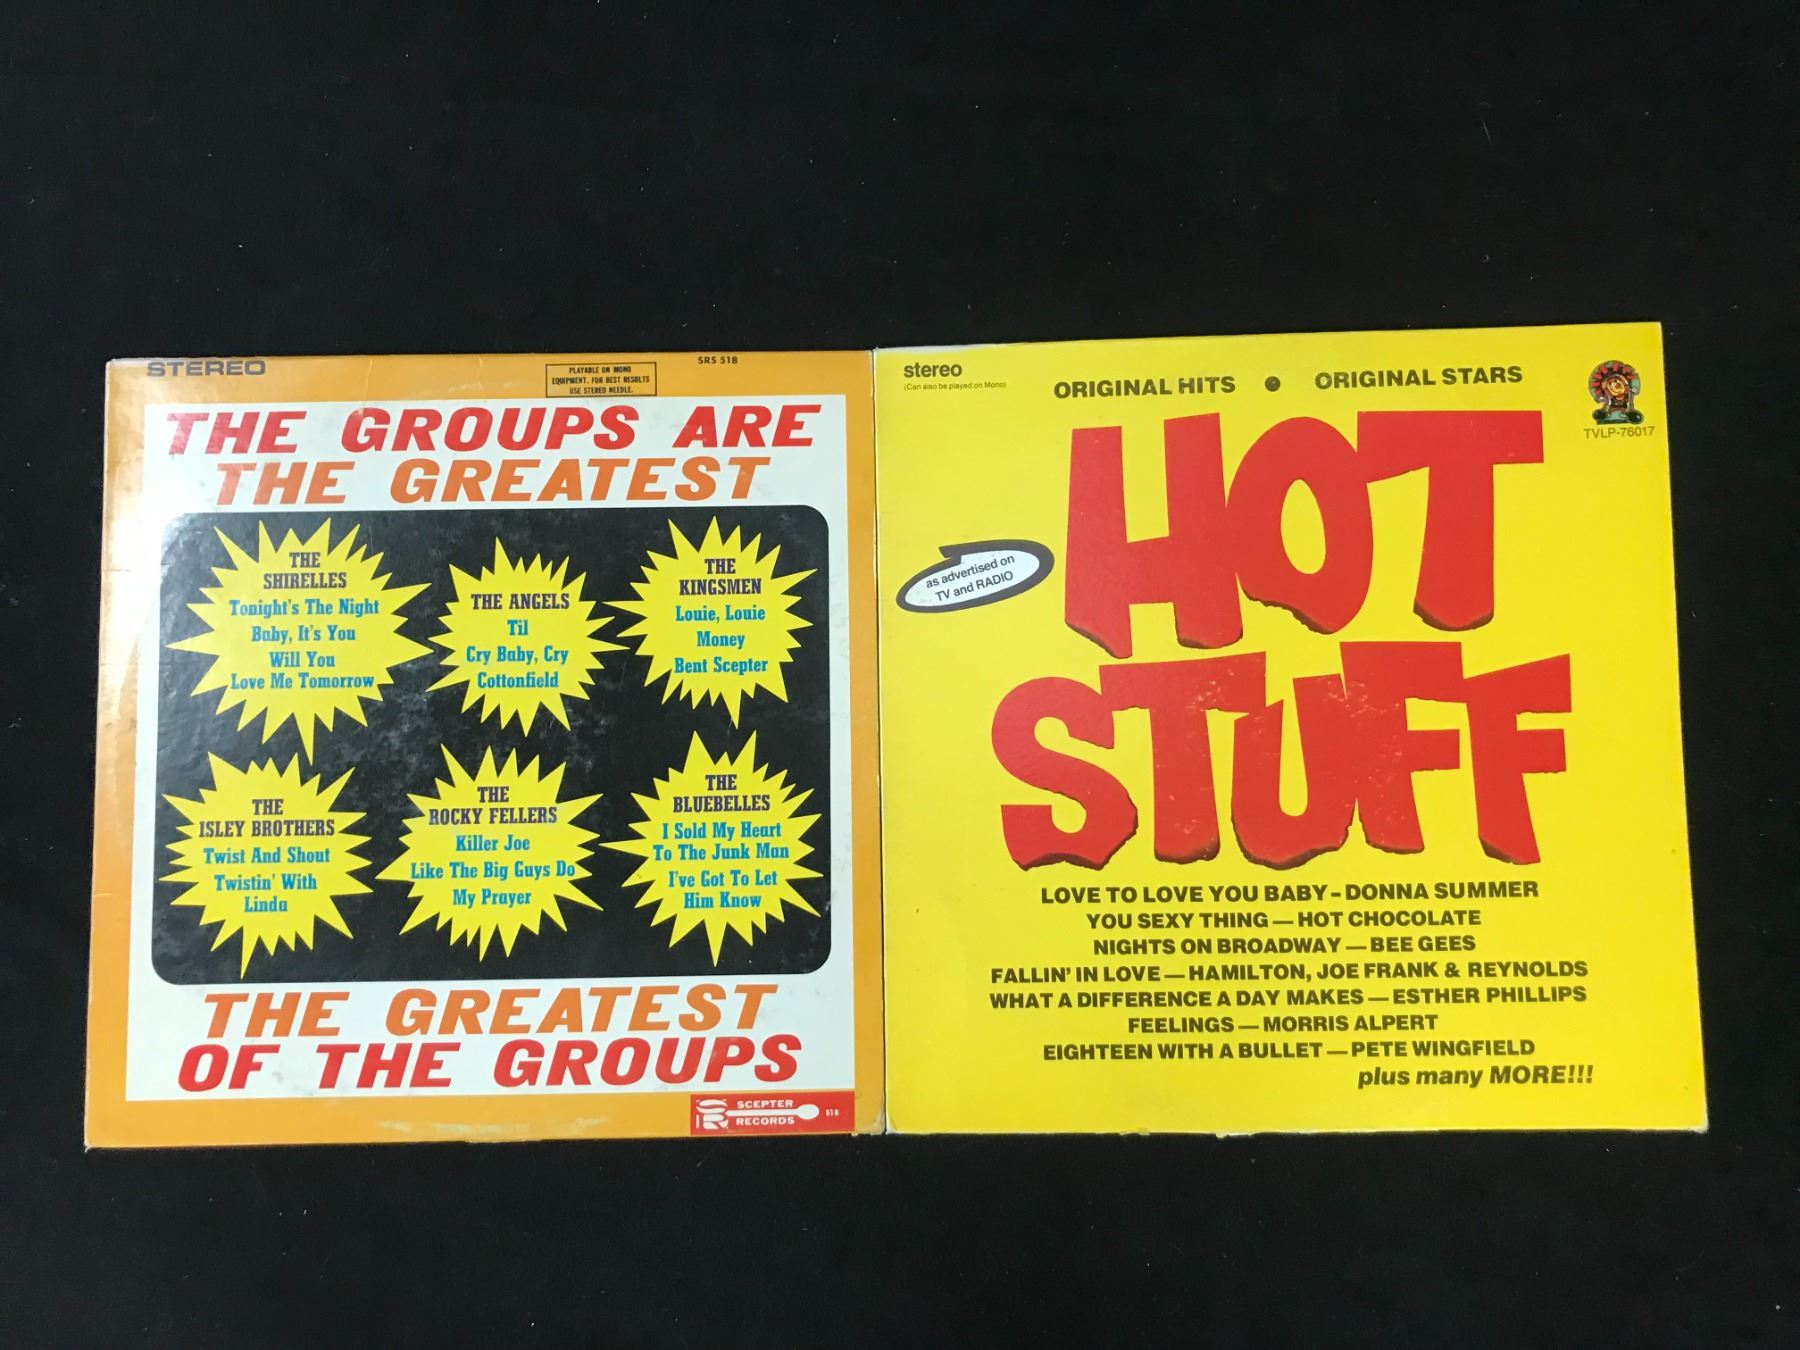 STEREO
PLAYABLE ON MONO
EQUIPMENT. FOR BEST RESULTS
USE STEREO NEEDLE.
SRS 518
THE GROUPS ARE
THE GREATEST
THE
SHIRELLES
Tonight's The Night
Baby, It's You
Will You
Love Me Tomorrow
THE ANGELS
Til
Cry Baby, Cry
Cottonfield
THE
KINGSMEN
Louie, Louie
Money
Bent Scepter
THE
ISLEY BROTHERS
Twist And Shout
Twistin' With
Linda
THE
ROCKY FELLERS
Killer Joe
Like The Big Guys Do
My Prayer
THE
BLUEBELLES
I Sold My Heart
To The Junk Man
I've Got To Let
Him Know
THE GREATEST
OF THE GROUPS
SCEPTER
RECORDS
518
stereo
(Can also be played on Mono)
ORIGINAL HITS • ORIGINAL STARS
TVLP-76017
HOT
STUFF
as advertised on
TV and RADIO
LOVE TO LOVE YOU BABY - DONNA SUMMER
YOU SEXY THING — HOT CHOCOLATE
NIGHTS ON BROADWAY — BEE GEES
FALLIN' IN LOVE — HAMILTON, JOE FRANK & REYNOLDS
WHAT A DIFFERENCE A DAY MAKES — ESTHER PHILLIPS
FEELINGS — MORRIS ALPERT
EIGHTEEN WITH A BULLET — PETE WINGFIELD
plus many MORE!!!